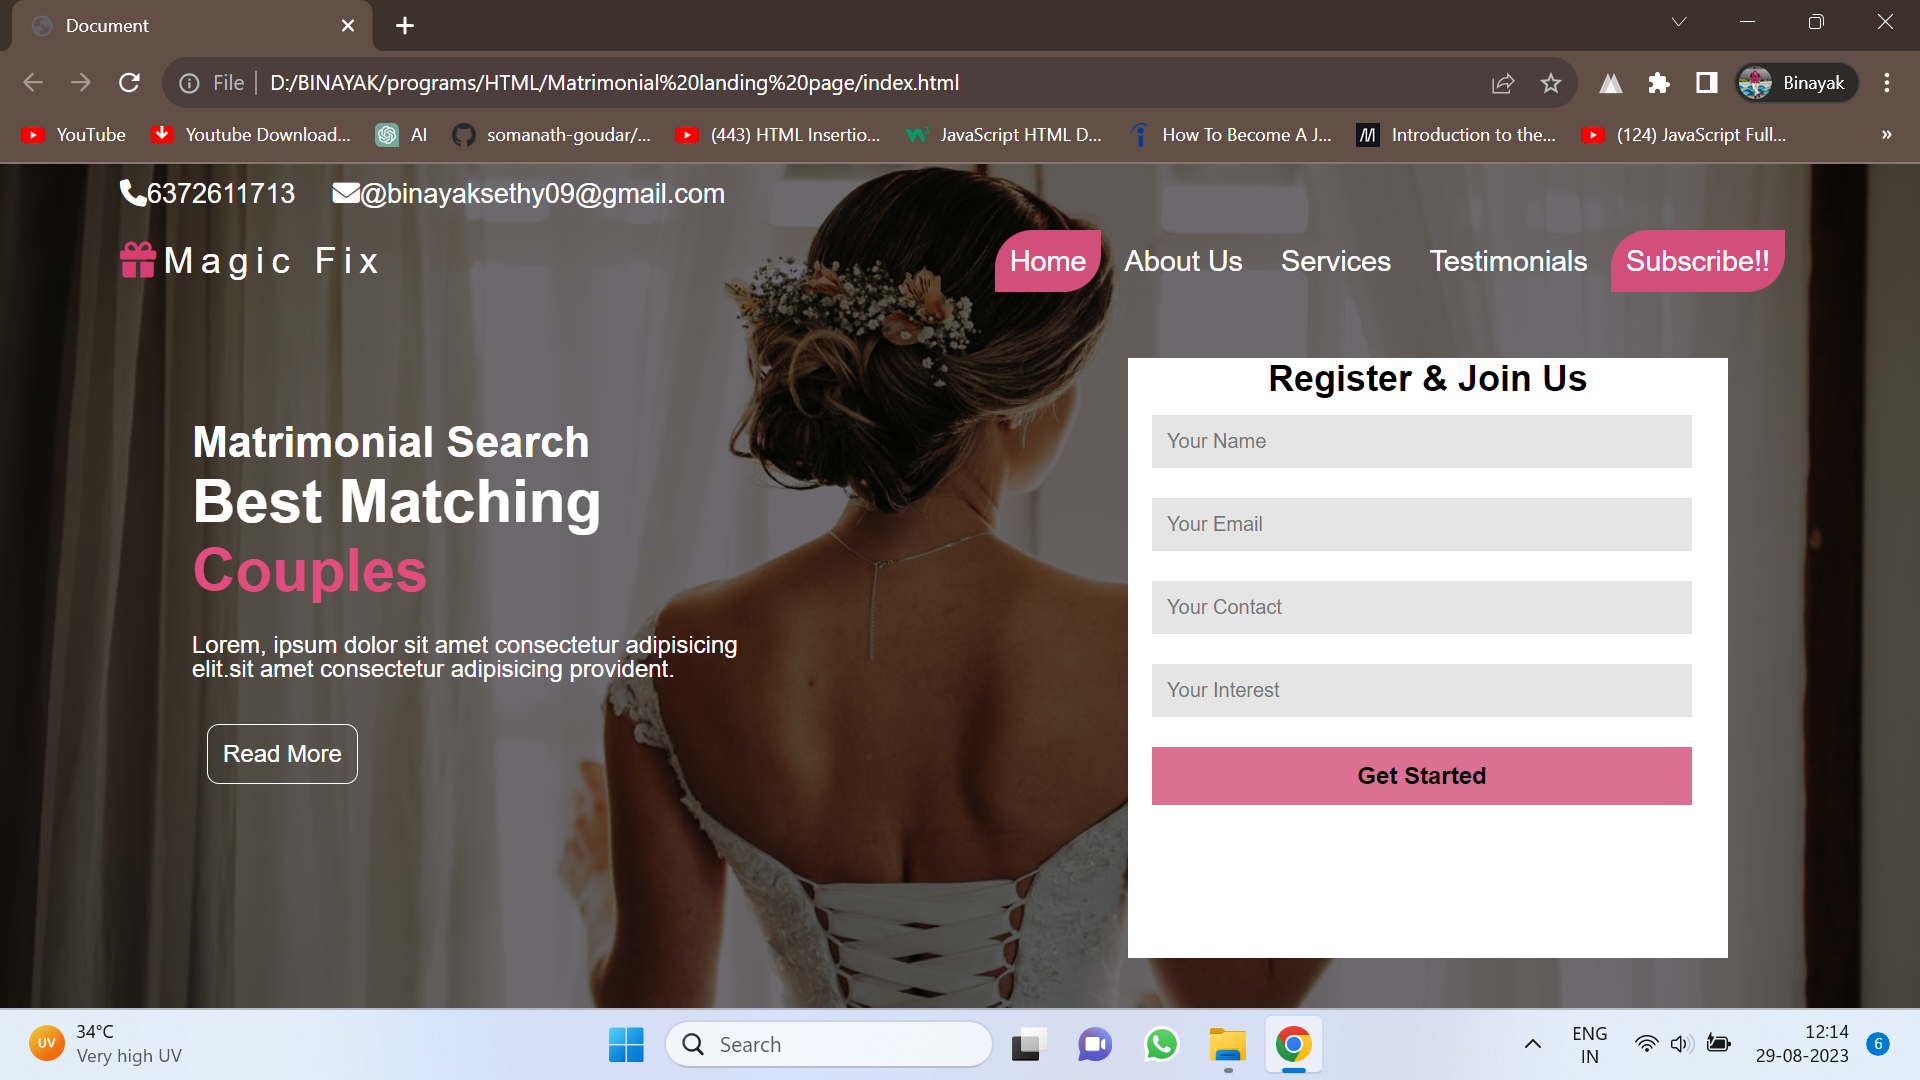 Document
File D:/BINAYAK/programs/HTML/Matrimonial%20landing%20page/index.html
Binayak
YouTube Youtube Download... AI somanath-goudar/... (443) HTML Insertio... JavaScript HTML D... How To Become A J... Introduction to the... (124) JavaScript Full... »
6372611713 @binayaksethy09@gmail.com
Magic Fix Home About Us Services Testimonials Subscribe!!
Matrimonial Search
Best Matching
Couples
Lorem, ipsum dolor sit amet consectetur adipisicing
elit.sit amet consectetur adipisicing provident.
Read More
Register & Join Us
Your Name
Your Email
Your Contact
Your Interest
Get Started
UV
34°C
Very high UV
Search
ENG
IN
12:14
29-08-2023
6